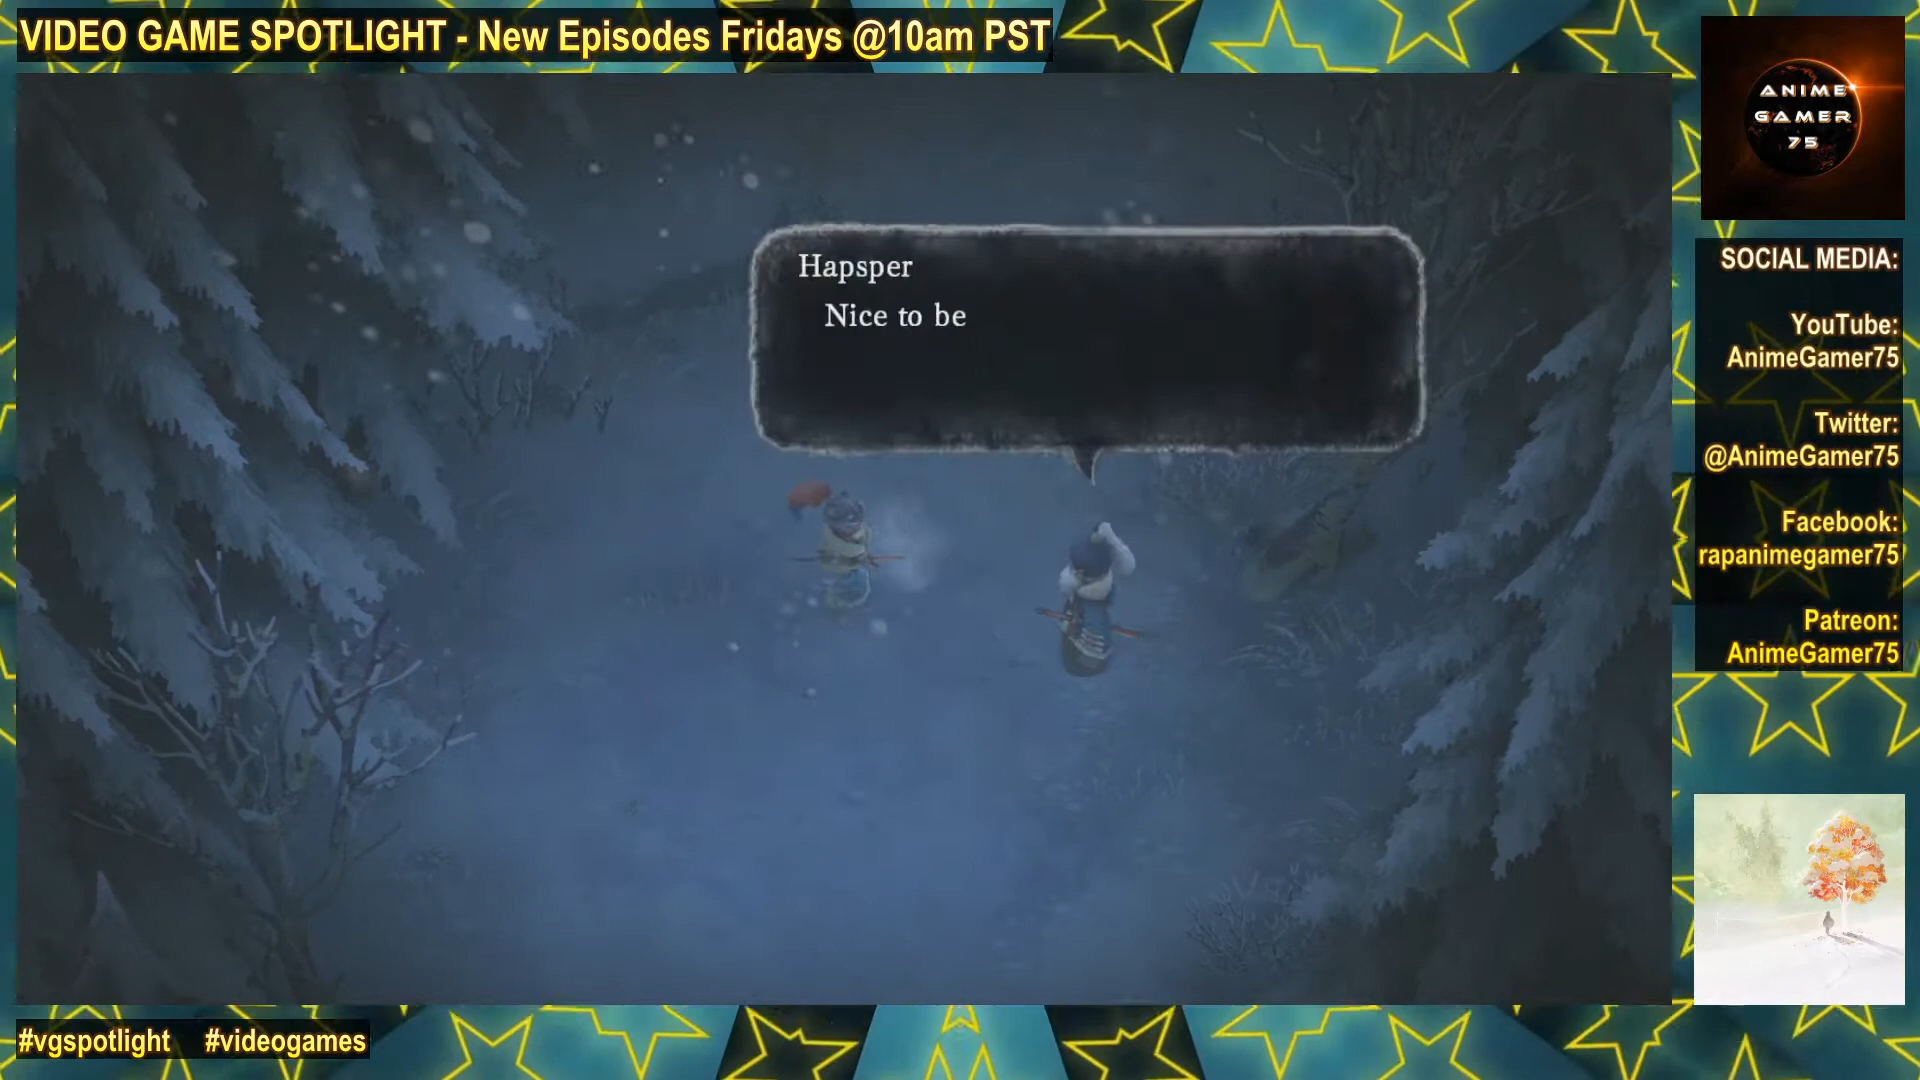 VIDEO GAME SPOTLIGHT - New Episodes Fridays @10am PST
ANIME
GAMER
75
Hapsper
Nice to be
SOCIAL MEDIA:
YouTube:
AnimeGamer75
Twitter:
@AnimeGamer75
Facebook:
rapanimegamer75
Patreon:
AnimeGamer75
#vgspotlight #videogames